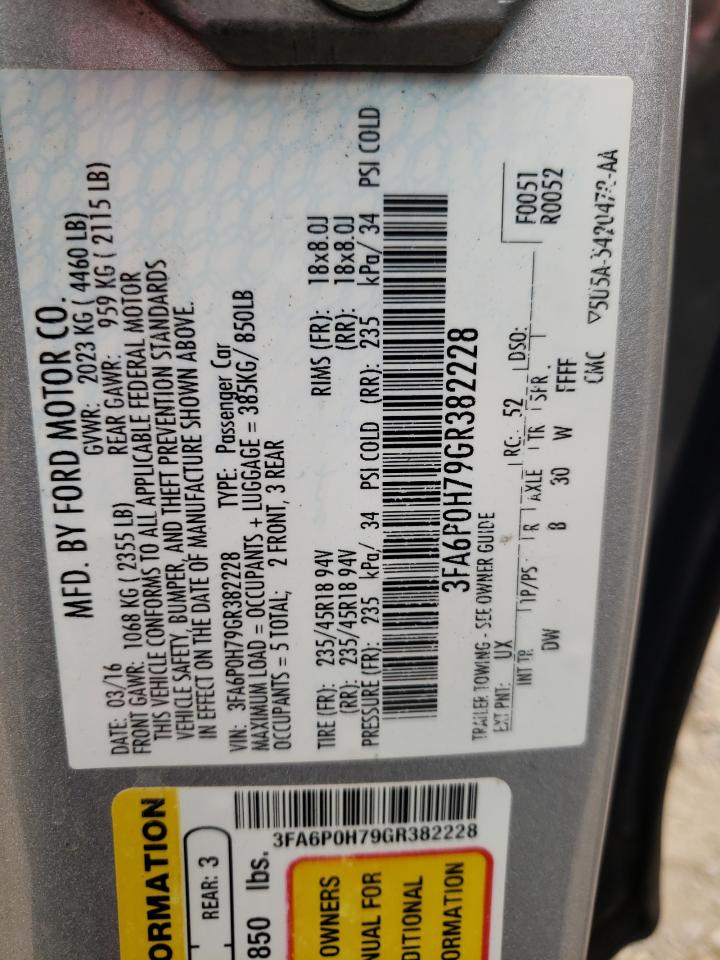 MFD. BY FORD MOTOR CO.
DATE: 03/16 GVWR: 2023 KG ( 4460 LB)
FRONT GAWR: 1068 KG ( 2355 LB) REAR GAWR: 959 KG ( 2115 LB)
THIS VEHICLE CONFORMS TO ALL APPLICABLE FEDERAL MOTOR
VEHICLE SAFETY, BUMPER, AND THEFT PREVENTION STANDARDS
IN EFFECT ON THE DATE OF MANUFACTURE SHOWN ABOVE.
VIN: 3FA6P0H79GR382228 TYPE: Passenger Car
MAXIMUM LOAD = OCCUPANTS + LUGGAGE = 385KG/ 850LB
OCCUPANTS = 5 TOTAL; 2 FRONT, 3 REAR
TIRE (FR): 235/45R18 94V RIMS (FR): 18x8.0J
(RR): 235/45R18 94V (RR): 18x8.0J
PRESSURE (FR): 235 kPa/ 34 PSI COLD (RR): 235 kPa/ 34 PSI COLD
3FA6P0H79GR382228
TRAILER TOWING - SEE OWNER GUIDE F0051
EXT PNT: UX RC: 52 DSO: R0052
INT TR TP/PS R AXLE TR SPR
DW B 30 W FFFF
CMC
ORMATION
REAR: 3
850 lbs.
3FA6P0H79GR382228
OWNERS
NUAL FOR
DITIONAL
ORMATION